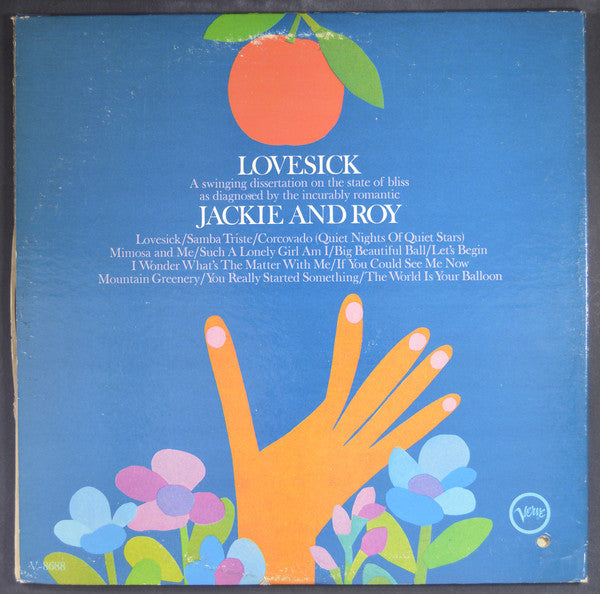 LOVESICK
A swinging dissertation on the state of bliss
as diagnosed by the incurably romantic
JACKIE AND ROY
Lovesick/Samba Triste/Corcovado (Quiet Nights Of Quiet Stars)
Mimosa and Me/Such A Lonely Girl Am I/Big Beautiful Ball/Let's Begin
I Wonder What's The Matter With Me/If You Could See Me Now
Mountain Greenery/You Really Started Something/The World Is Your Balloon
Verve
V-8688